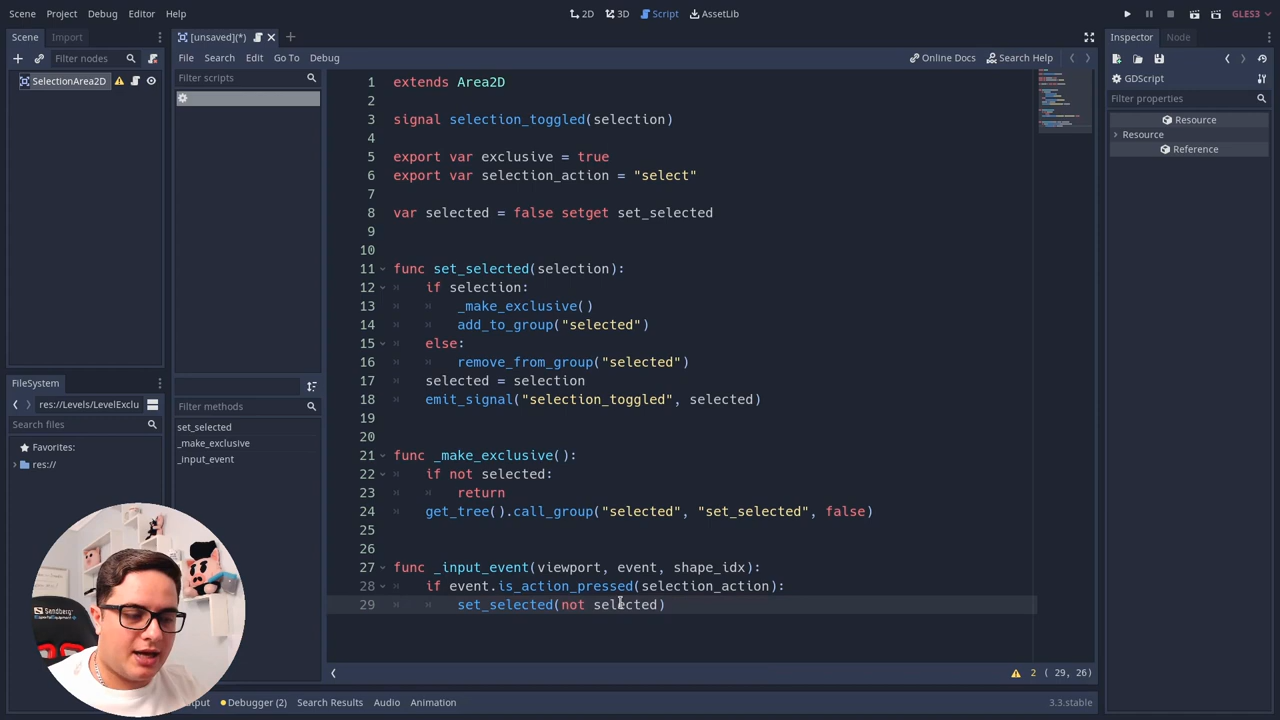 Scene Project Debug Editor Help
2D 3D Script AssetLib
GLES3
Scene Import
[unsaved](*)
Inspector Node
Filter nodes
File Search Edit Go To Debug
Online Docs Search Help
SelectionArea2D
Filter scripts
GDScript
Filter properties
Resource
Resource
Reference
1 extends Area2D
2
3 signal selection_toggled(selection)
4
5 export var exclusive = true
6 export var selection_action = "select"
7
8 var selected = false setget set_selected
9
10
11 func set_selected(selection):
12 if selection:
13 _make_exclusive()
14 add_to_group("selected")
15 else:
16 remove_from_group("selected")
17 selected = selection
18 emit_signal("selection_toggled", selected)
19
20
21 func _make_exclusive():
22 if not selected:
23 return
24 get_tree().call_group("selected", "set_selected", false)
25
26
27 func _input_event(viewport, event, shape_idx):
28 if event.is_action_pressed(selection_action):
29 set_selected(not selected)
FileSystem
res://Levels/LevelExclu
Search files
Favorites:
res://
Filter methods
set_selected
_make_exclusive
_input_event
2 ( 29, 26)
Debugger (2) Search Results Audio Animation
3.3.stable